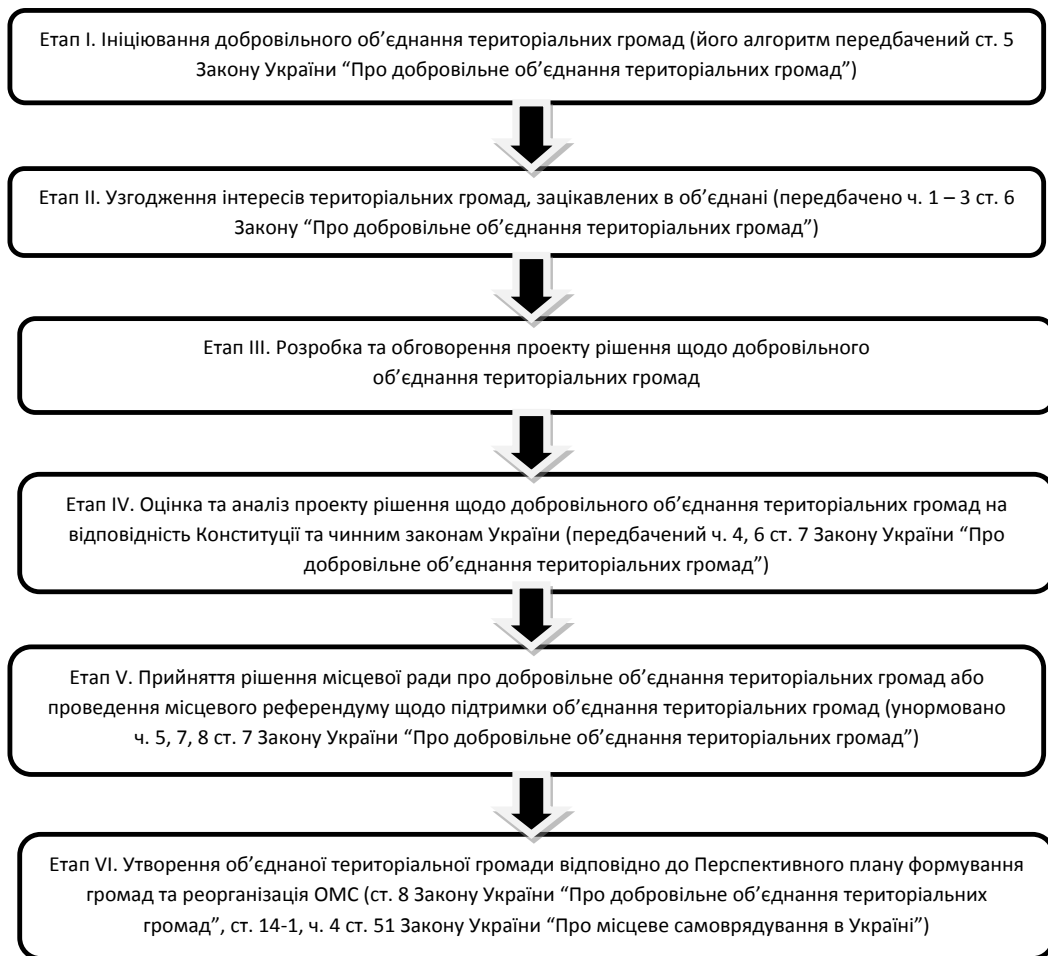 Етап І. Ініціювання добровільного об’єднання територіальних громад (його алгоритм передбачений ст. 5
Закону України “Про добровільне об’єднання територіальних громад”)
Етап ІІ. Узгодження інтересів територіальних громад, зацікавлених в об’єднані (передбачено ч. 1 – 3 ст. 6
Закону “Про добровільне об’єднання територіальних громад”)
Етап ІІІ. Розробка та обговорення проекту рішення щодо добровільного
об’єднання територіальних громад
Етап IV. Оцінка та аналіз проекту рішення щодо добровільного об’єднання територіальних громад на
відповідність Конституції та чинним законам України (передбачений ч. 4, 6 ст. 7 Закону України “Про
добровільне об’єднання територіальних громад”)
Етап V. Прийняття рішення місцевої ради про добровільне об’єднання територіальних громад або
проведення місцевого референдуму щодо підтримки об’єднання територіальних громад (унормовано
ч. 5, 7, 8 ст. 7 Закону України “Про добровільне об’єднання територіальних громад”)
Етап VI. Утворення об’єднаної територіальної громади відповідно до Перспективного плану формування
громад та реорганізація ОМС (ст. 8 Закону України “Про добровільне об’єднання територіальних
громад”, ст. 14-1, ч. 4 ст. 51 Закону України “Про місцеве самоврядування в Україні”)